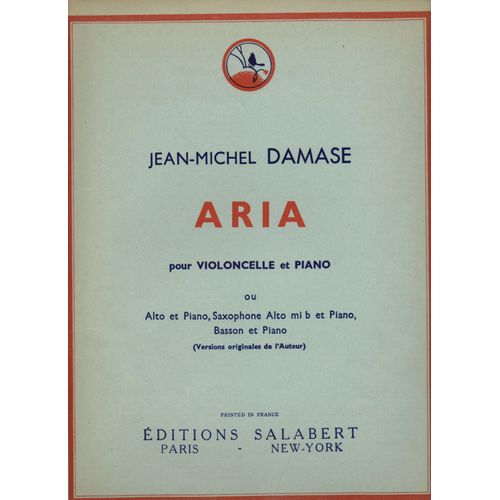 JEAN-MICHEL DAMASE
ARIA
pour VIOLONCELLE et PIANO
ou
Alto et Piano, Saxophone Alto mi b et Piano,
Basson et Piano
(Versions originales de l'Auteur)
PRINTED IN FRANCE
ÉDITIONS SALABERT
PARIS - NEW-YORK